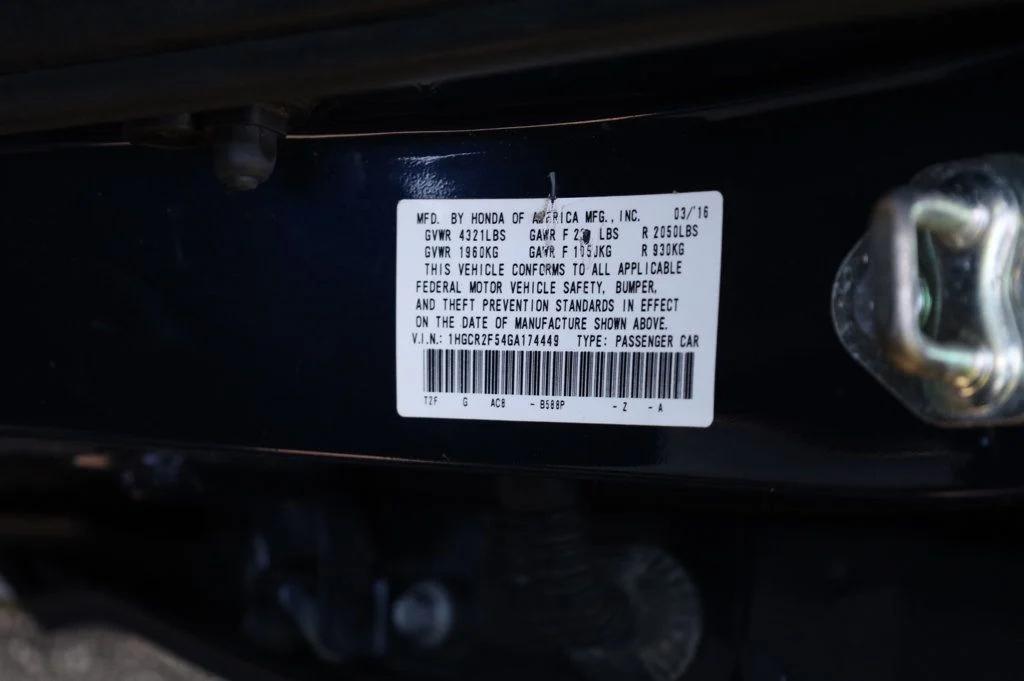 MFD. BY HONDA OF AMERICA MFG., INC. 03/'16
GVWR 4321LBS GAWR F LBS R 2050LBS
GVWR 1960KG GAWR F 1050KG R 930KG
THIS VEHICLE CONFORMS TO ALL APPLICABLE
FEDERAL MOTOR VEHICLE SAFETY, BUMPER,
AND THEFT PREVENTION STANDARDS IN EFFECT
ON THE DATE OF MANUFACTURE SHOWN ABOVE.
V.I.N.: 1HGCR2F54GA174449 TYPE: PASSENGER CAR
T2F G AC8 - B588P - Z - A